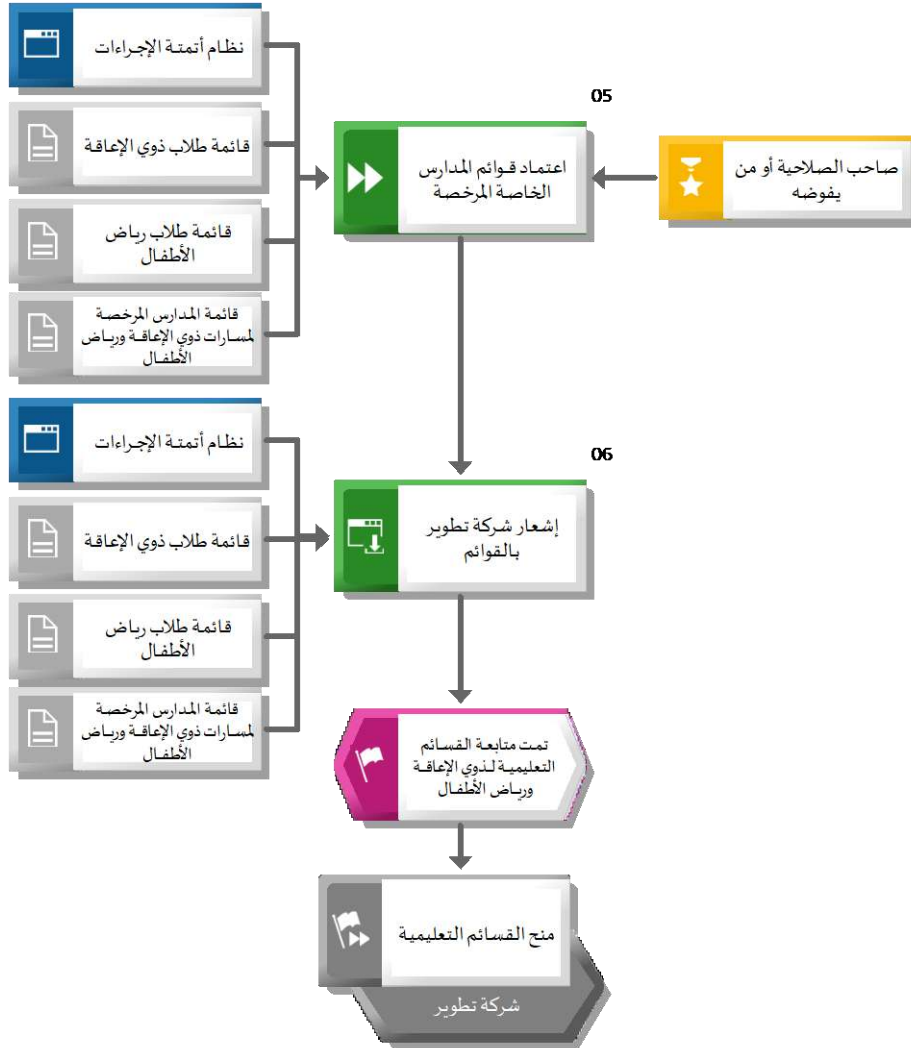 نظام أتمتة الإجراءات
قائمة طلاب ذوي الإعاقة
قائمة طلاب رياض
الأطفال
قائمة المدارس المرخصة
لمسارات ذوي الإعاقة ورياض
الأطفال
05
اعتماد قوائم المدارس
الخاصة المرخصة
صاحب الصلاحية أو من
يفوضه
نظام أتمتة الإجراءات
قائمة طلاب ذوي الإعاقة
قائمة طلاب رياض
الأطفال
قائمة المدارس المرخصة
لمسارات ذوي الإعاقة ورياض
الأطفال
06
إشعار شركة تطوير
بالقوائم
تمت متابعة القسائم
التعليمية لذوي الإعاقة
ورياض الأطفال
منح القسائم التعليمية
شركة تطوير